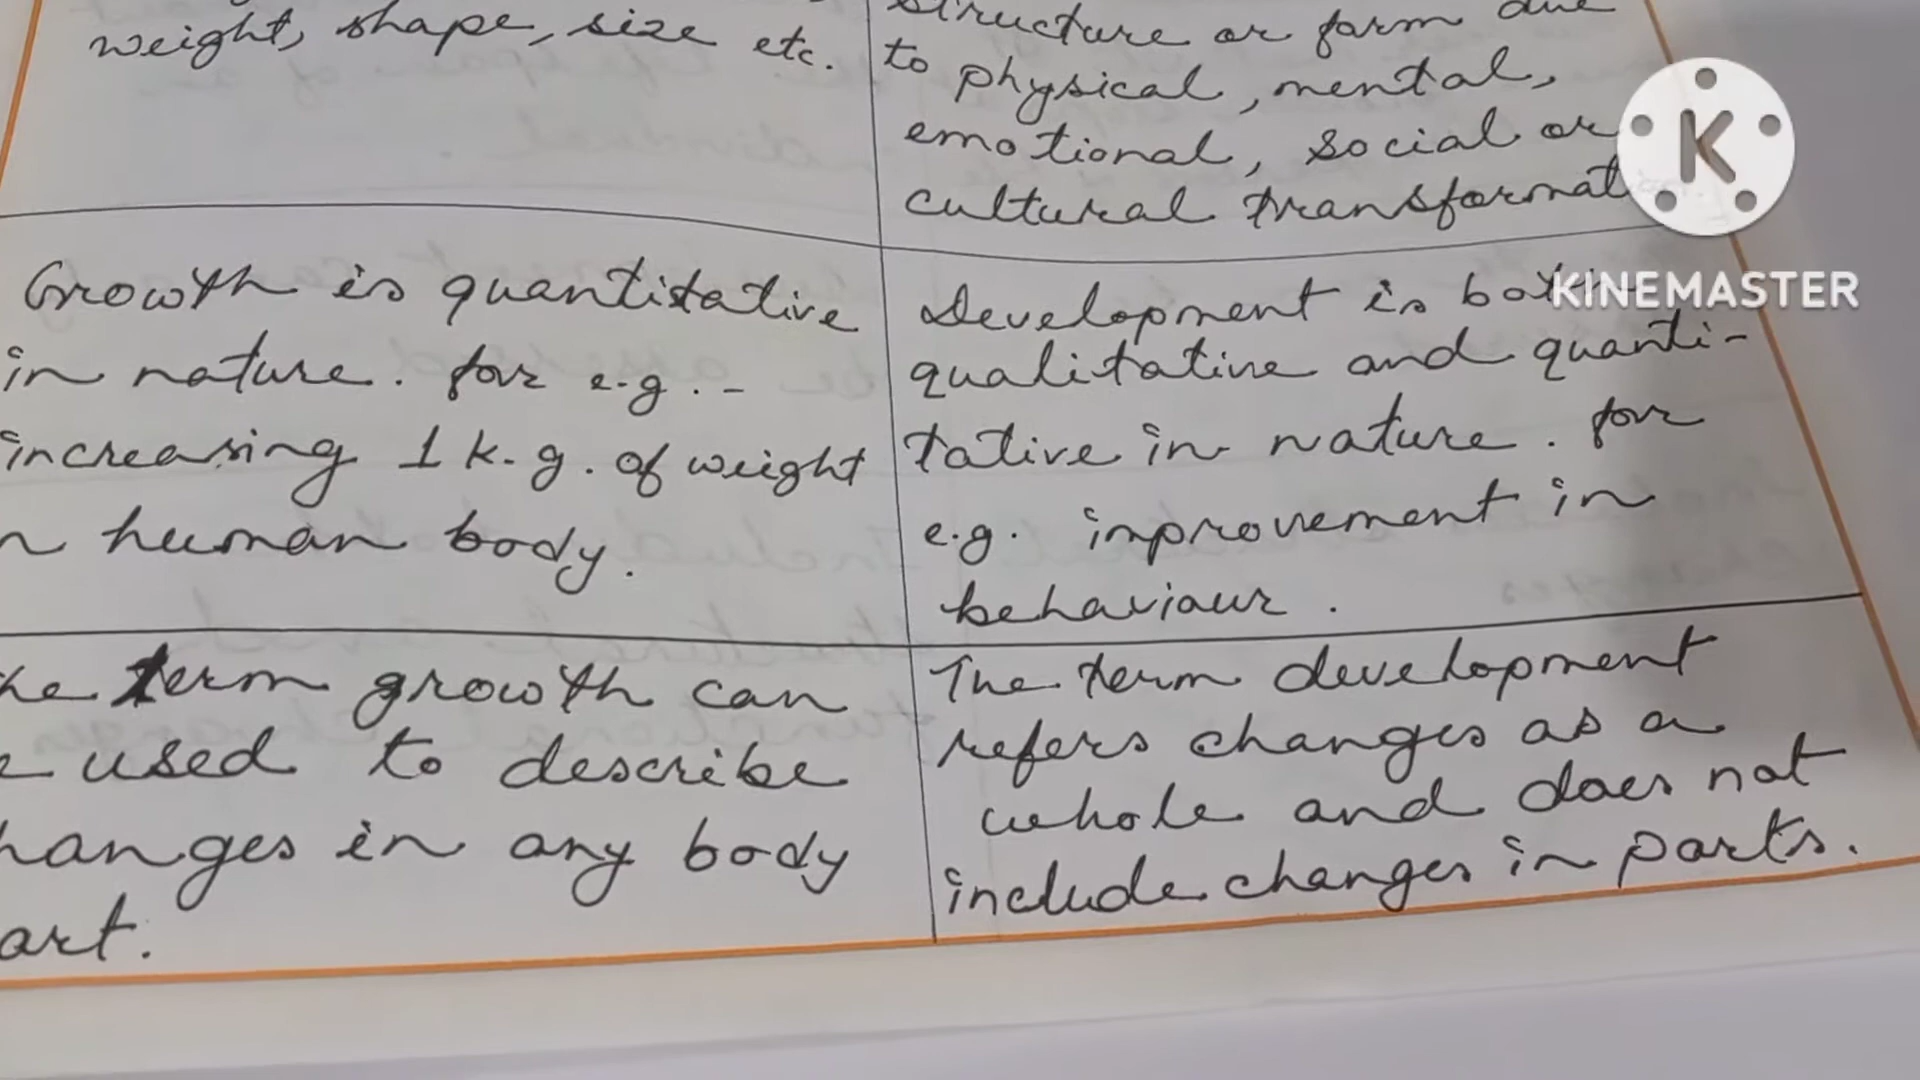 weight, shape, size etc.
structure or form due
to physical, mental,
emotional, social or
cultural transformat
Growth is quantitative
in nature. for e.g. -
increasing 1 k.g. of weight
human body.
Development is both
qualitative and quanti-
tative in nature. for
e.g. improvement in
behaviour.
term growth can
used to describe
hanges in any body
art.
The term development
refers changes as a
whole and does not
include changes in parts.
K
KINEMASTER